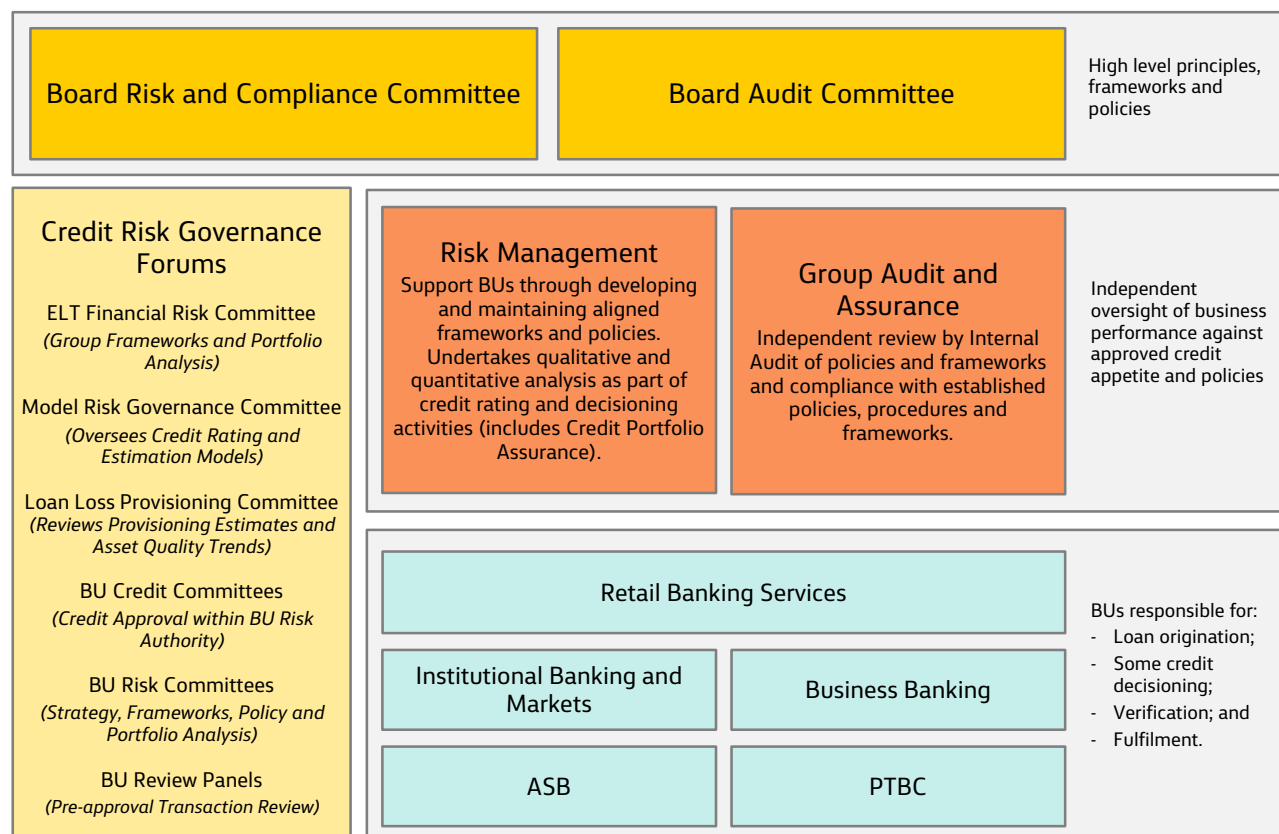 Board Risk and Compliance Committee
Board Audit Committee
High level principles,
frameworks and
policies
Credit Risk Governance
Forums
ELT Financial Risk Committee
(Group Frameworks and Portfolio
Analysis)
Model Risk Governance Committee
(Oversees Credit Rating and
Estimation Models)
Loan Loss Provisioning Committee
(Reviews Provisioning Estimates and
Asset Quality Trends)
BU Credit Committees
(Credit Approval within BU Risk
Authority)
BU Risk Committees
(Strategy, Frameworks, Policy and
Portfolio Analysis)
BU Review Panels
(Pre-approval Transaction Review)
Risk Management
Support BUs through developing
and maintaining aligned
frameworks and policies.
Undertakes qualitative and
quantitative analysis as part of
credit rating and decisioning
activities (includes Credit Portfolio
Assurance).
Group Audit and
Assurance
Independent review by Internal
Audit of policies and frameworks
and compliance with established
policies, procedures and
frameworks.
Independent
oversight of business
performance against
approved credit
appetite and policies
Retail Banking Services
Institutional Banking and
Markets
Business Banking
ASB
PTBC
BUs responsible for:
- Loan origination;
- Some credit
decisioning;
- Verification; and
- Fulfilment.